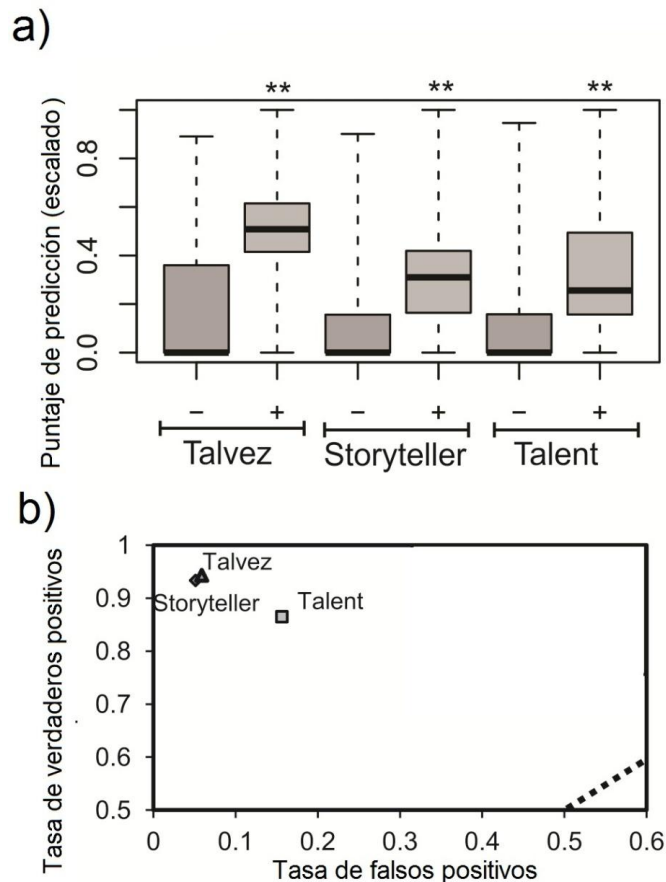 a)
** ** **
Puntaje de predicción (escalado)
0.8
0.4
0.0
− + − + − +
Talvez Storyteller Talent
b)
Tasa de verdaderos positivos
1
0.9
0.8
0.7
0.6
0.5
Talvez
Storyteller
Talent
0 0.1 0.2 0.3 0.4 0.5 0.6
Tasa de falsos positivos